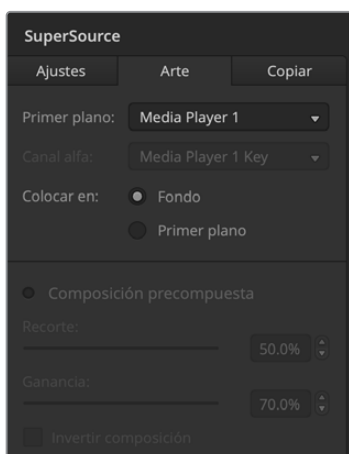 SuperSource
Ajustes Arte Copiar
Primer plano: Media Player 1
Canal alfa: Media Player 1 Key
Colocar en: Fondo
Primer plano
Composición precompuesta
Recorte:
50.0%
Ganancia:
70.0%
Invertir composición